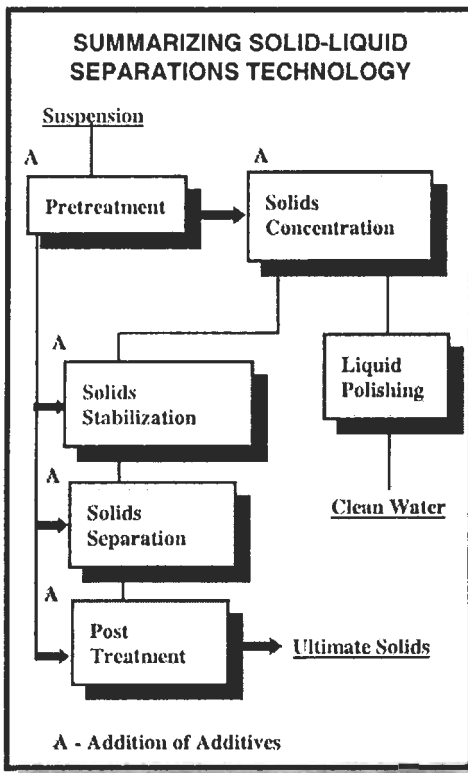 SUMMARIZING SOLID-LIQUID
SEPARATIONS TECHNOLOGY
Suspension
A
Pretreatment
A
Solids
Concentration
A
Solids
Stabilization
Liquid
Polishing
A
Solids
Separation
Clean Water
A
Post
Treatment
Ultimate Solids
A - Addition of Additives